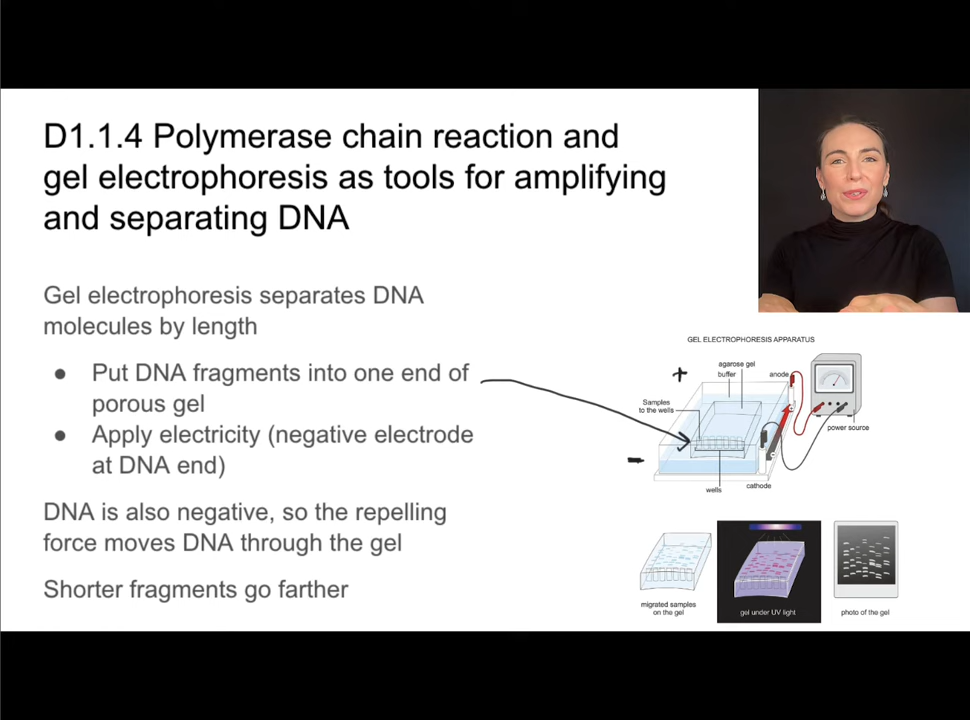 D1.1.4 Polymerase chain reaction and
gel electrophoresis as tools for amplifying
and separating DNA
Gel electrophoresis separates DNA
molecules by length
● Put DNA fragments into one end of
porous gel
● Apply electricity (negative electrode
at DNA end)
DNA is also negative, so the repelling
force moves DNA through the gel
Shorter fragments go farther
GEL ELECTROPHORESIS APPARATUS
+
agarose gel
buffer
anode
Samples
to the wells
power source
-
cathode
wells
migrated samples
on the gel
gel under UV light
photo of the gel